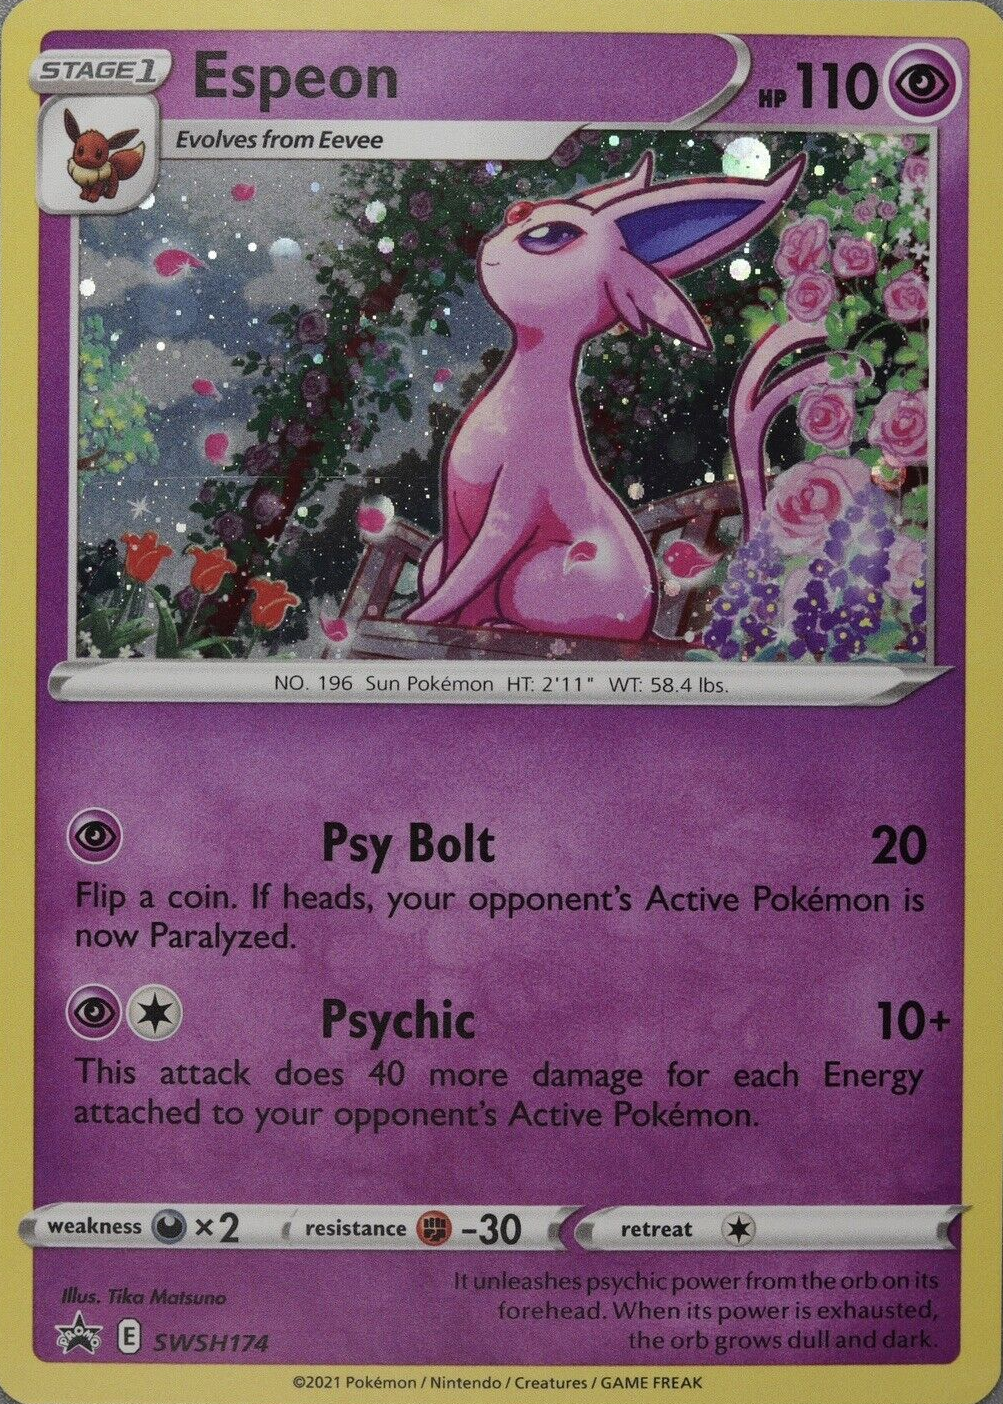 STAGE1
Espeon
HP 110
Evolves from Eevee
NO. 196 Sun Pokémon HT: 2'11" WT: 58.4 lbs.
Psy Bolt 20
Flip a coin. If heads, your opponent's Active Pokémon is
now Paralyzed.
Psychic 10+
This attack does 40 more damage for each Energy
attached to your opponent's Active Pokémon.
weakness ×2 resistance -30 retreat
Illus. Tika Matsuno
It unleashes psychic power from the orb on its
forehead. When its power is exhausted,
the orb grows dull and dark.
PROMO E SWSH174
©2021 Pokémon / Nintendo / Creatures / GAME FREAK